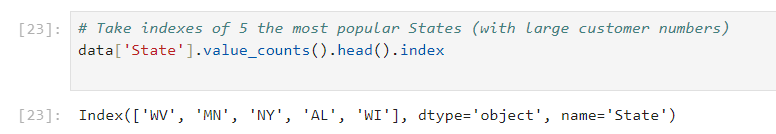 [23]: # Take indexes of 5 the most popular States (with large customer numbers)
data['State'].value_counts().head().index
[23]: Index(['WV', 'MN', 'NY', 'AL', 'WI'], dtype='object', name='State')